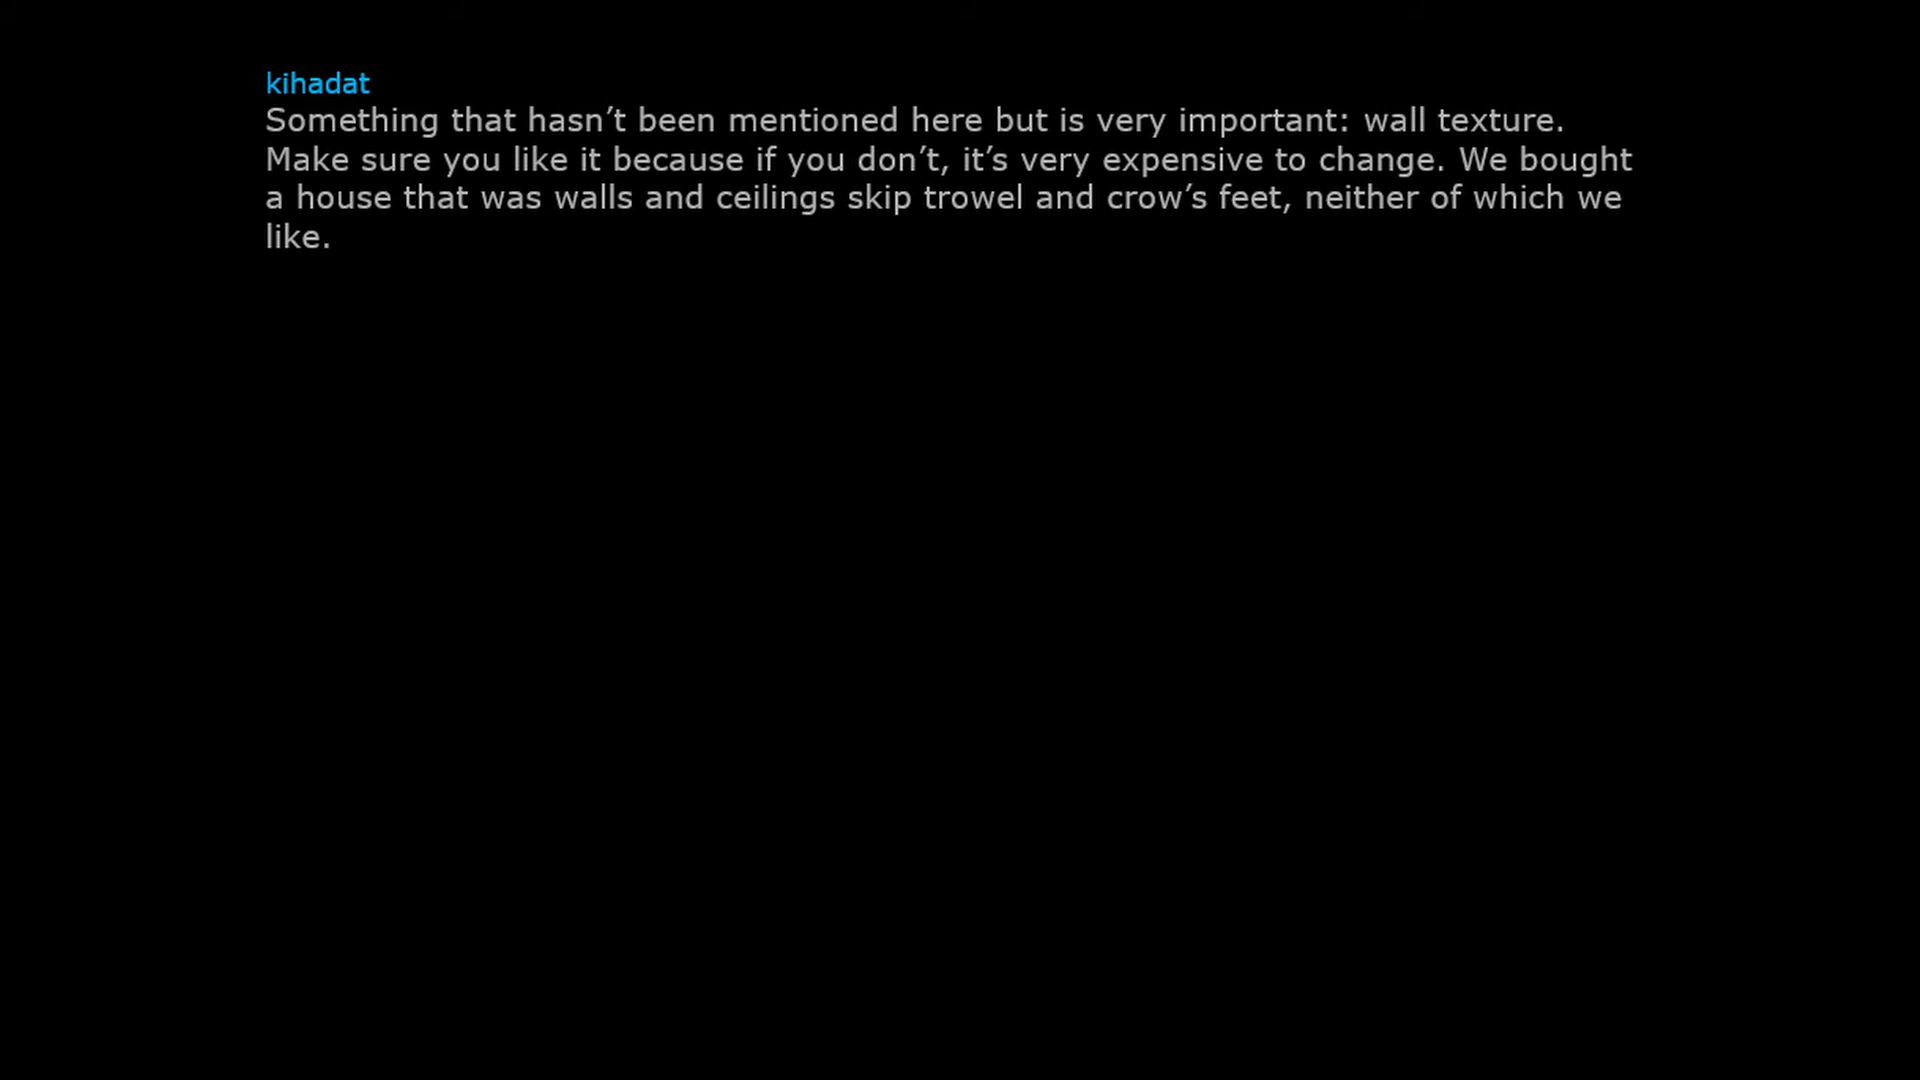 kihadat
Something that hasn’t been mentioned here but is very important: wall texture.
Make sure you like it because if you don’t, it’s very expensive to change. We bought
a house that was walls and ceilings skip trowel and crow’s feet, neither of which we
like.